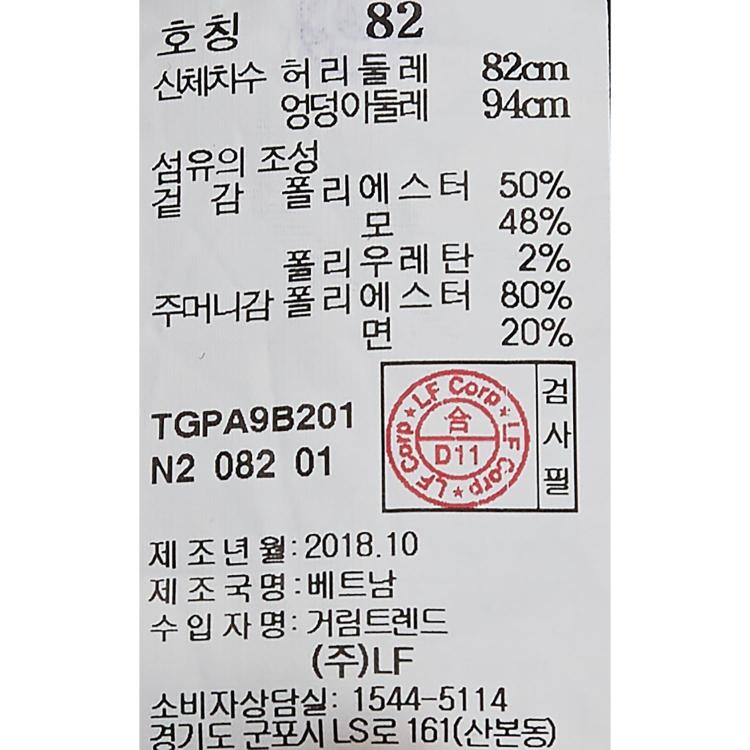 호칭 82
신체치수 허리둘레 82cm
엉덩이둘레 94cm
섬유의 조성
겉 감 폴리에스터 50%
모 48%
폴리우레탄 2%
주머니감 폴리에스터 80%
면 20%
TGPA9B201
N2 082 01
LF Corp ★ LF Corp ★ LF Corp ★
合
D11
검사필
제조년월:2018.10
제조국명:베트남
수입자명:거림트렌드
(주)LF
소비자상담실: 1544-5114
경기도 군포시 LS로 161(산본동)